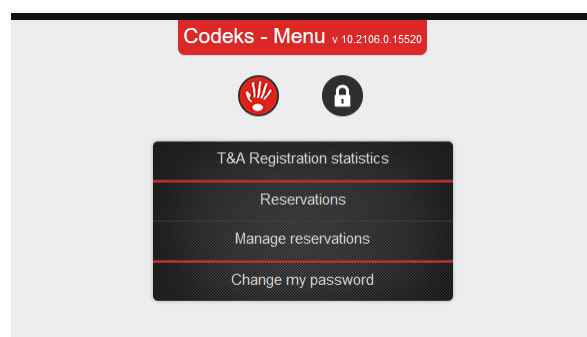 Codeks - Menu v 10.2106.0.15520
T&A Registration statistics
Reservations
Manage reservations
Change my password